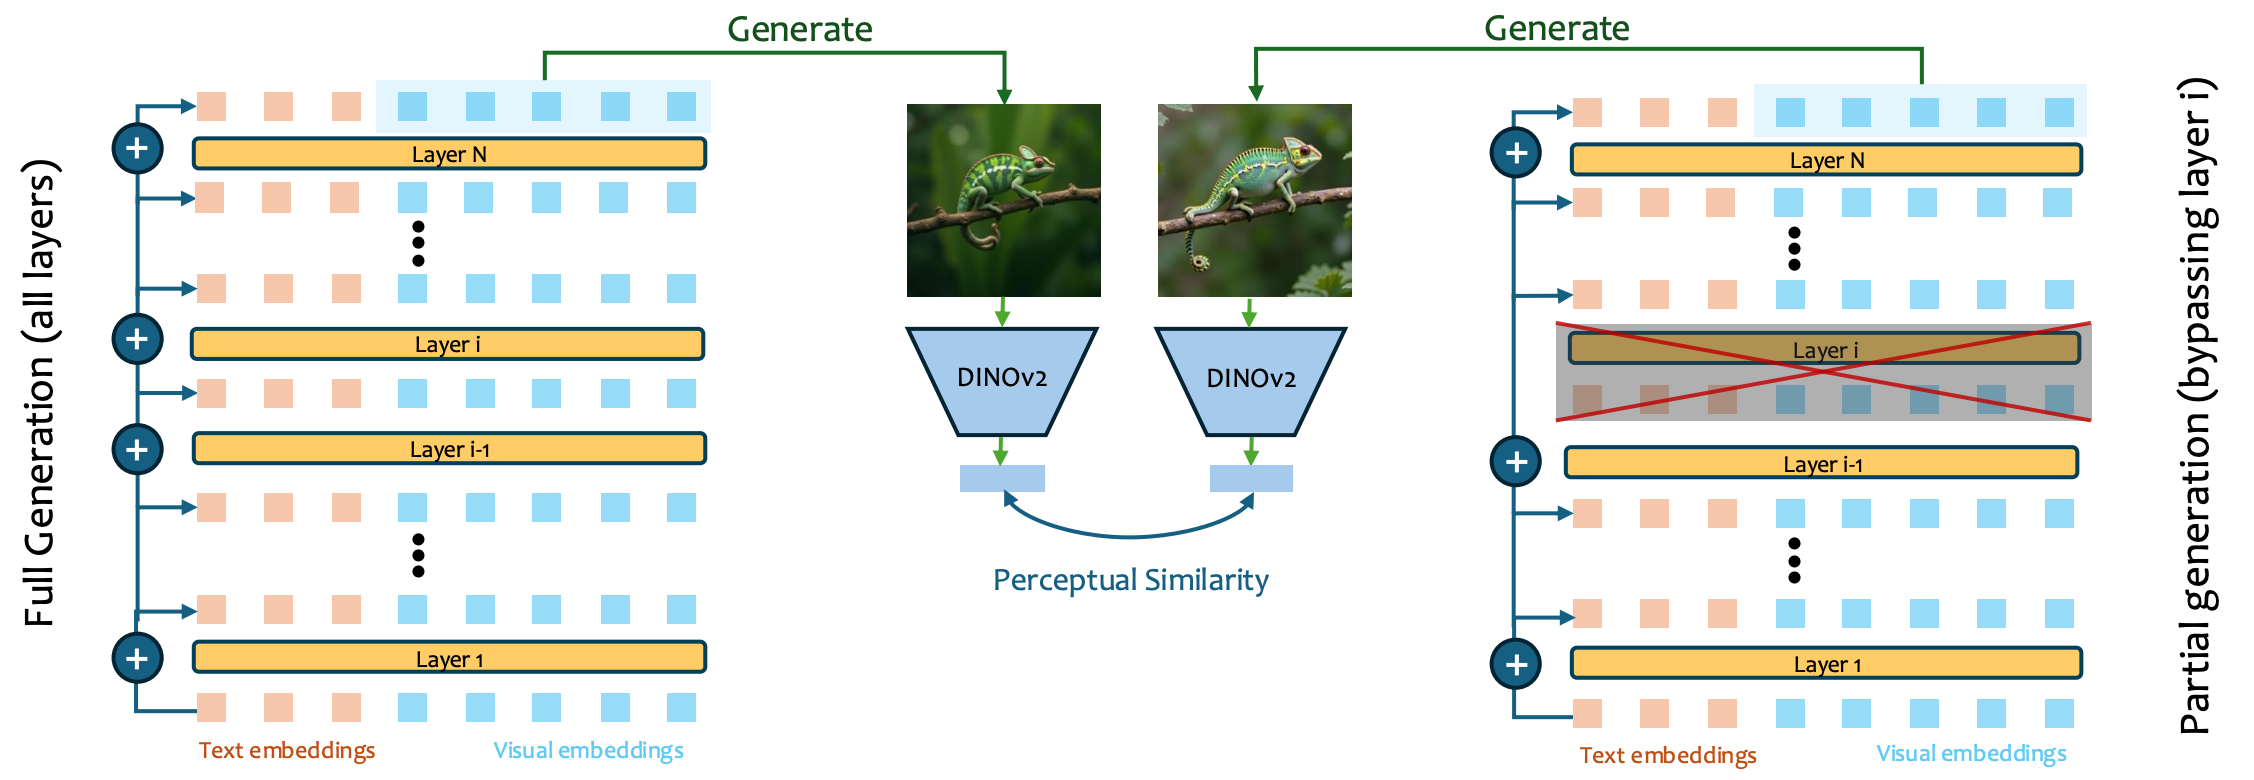 Full Generation (all layers)
Generate
Layer N
Layer i
Layer i-1
Layer 1
Text embeddings
Visual embeddings
DINOv2
DINOv2
Perceptual Similarity
Generate
Layer N
Layer i
Layer i-1
Layer 1
Text embeddings
Visual embeddings
Partial generation (bypassing layer i)